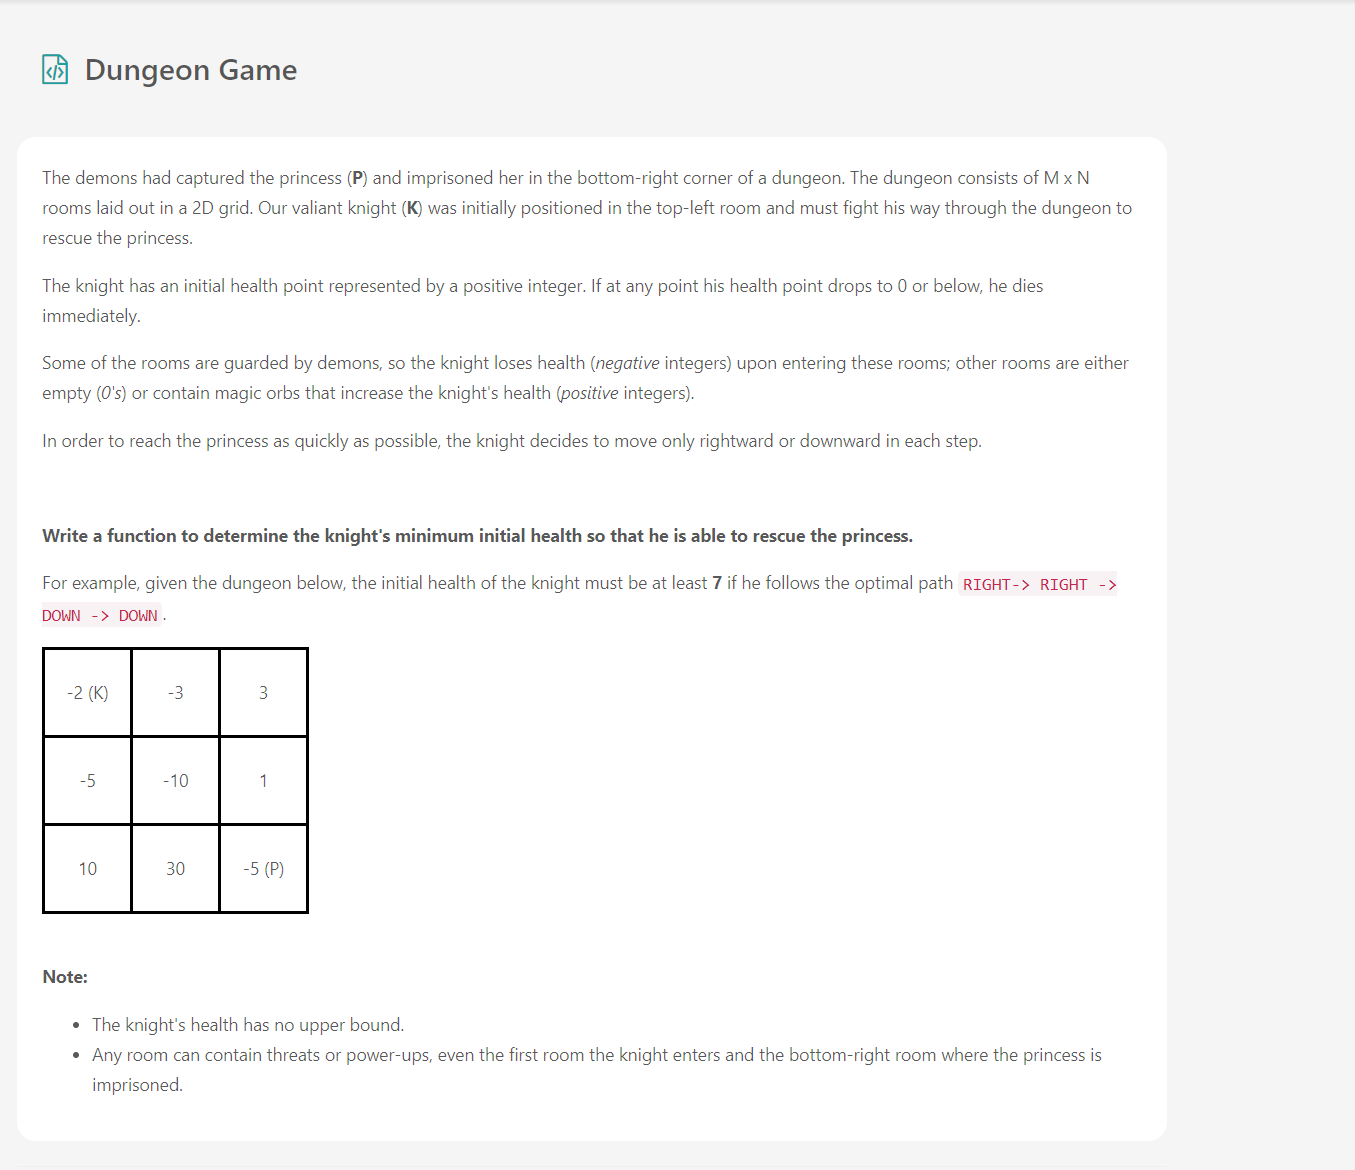 Dungeon Game
The demons had captured the princess (P) and imprisoned her in the bottom-right corner of a dungeon. The dungeon consists of M x N
rooms laid out in a 2D grid. Our valiant knight (K) was initially positioned in the top-left room and must fight his way through the dungeon to
rescue the princess.
The knight has an initial health point represented by a positive integer. If at any point his health point drops to 0 or below, he dies
immediately.
Some of the rooms are guarded by demons, so the knight loses health (negative integers) upon entering these rooms; other rooms are either
empty (0's) or contain magic orbs that increase the knight's health (positive integers).
In order to reach the princess as quickly as possible, the knight decides to move only rightward or downward in each step.
Write a function to determine the knight's minimum initial health so that he is able to rescue the princess.
For example, given the dungeon below, the initial health of the knight must be at least 7 if he follows the optimal path RIGHT-> RIGHT ->
DOWN -> DOWN .
-2 (K) -3 3
-5 -10 1
10 30 -5 (P)
Note:
• The knight's health has no upper bound.
• Any room can contain threats or power-ups, even the first room the knight enters and the bottom-right room where the princess is
imprisoned.